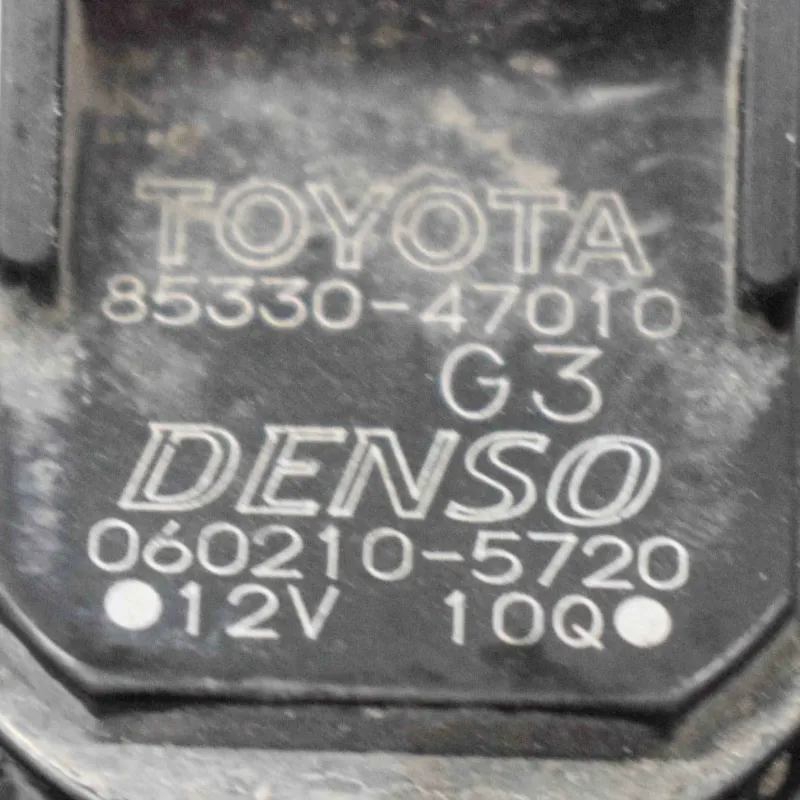 TOYOTA
85330-47010
G3
DENSO
060210-5720
●12V 10Q●